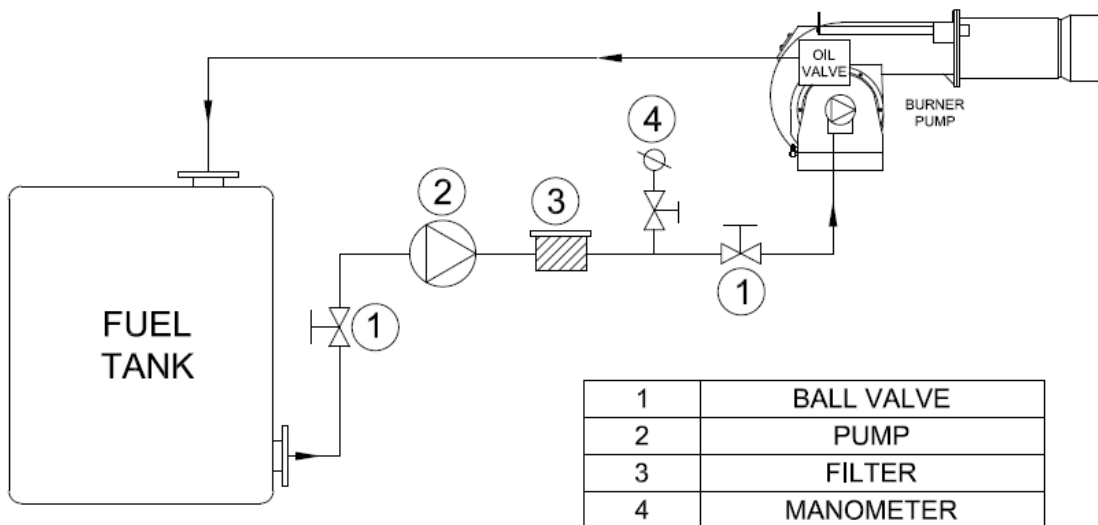 OIL
VALVE
BURNER
PUMP
4
2
3
1
1
FUEL
TANK
1 BALL VALVE
2 PUMP
3 FILTER
4 MANOMETER